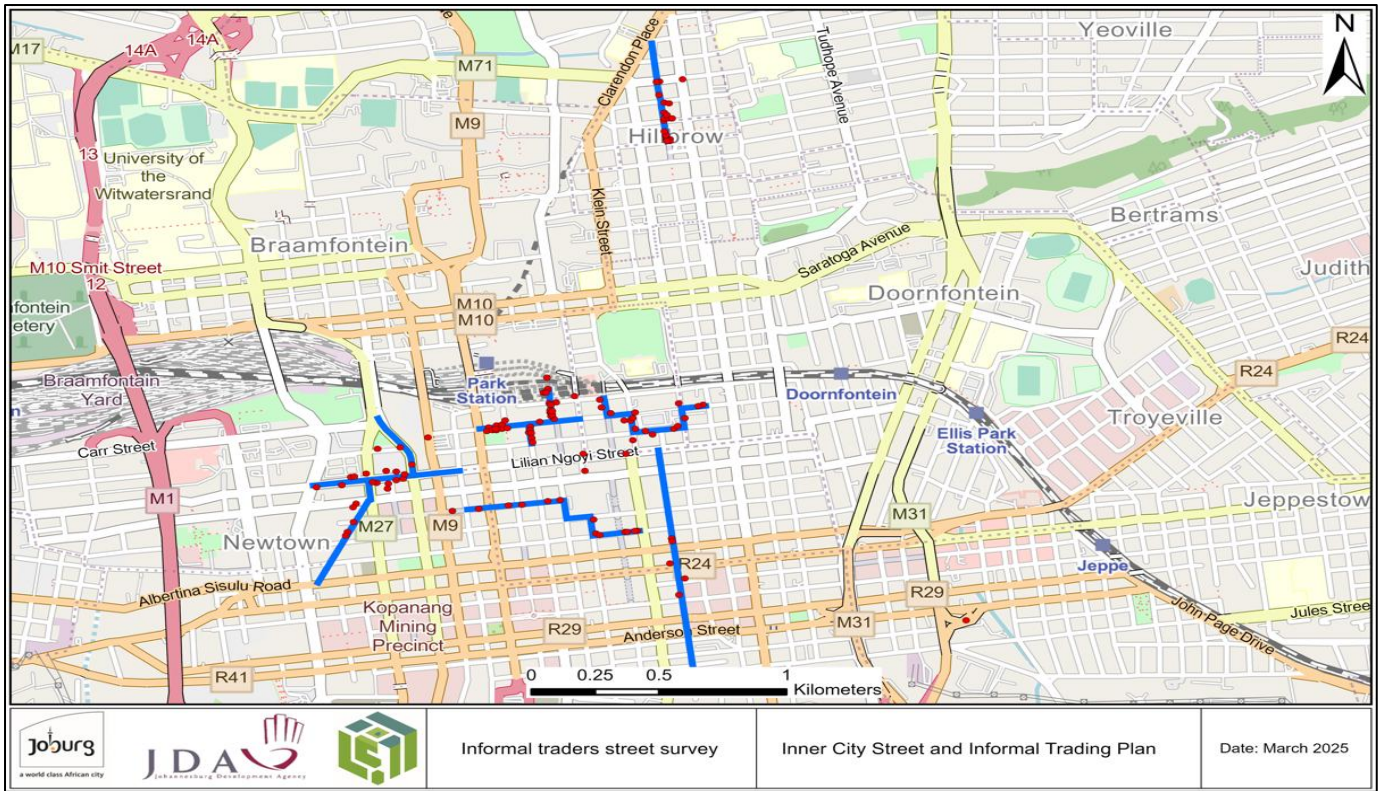 14A
14A
M17
M71
Clarendon Place
Tudhope Avenue
Yeoville
N
M9
Hillbrow
13
University of
the
Witwatersrand
Klein Street
Bertrams
Braamfontein
Saratoga Avenue
M10 Smit Street
12
Judith
fontein
etery
M10
M10
Doornfontein
R24
Braamfontain
Yard
Park
Station
Doornfontein
R24
Troyeville
Ellis Park
Station
Carr Street
Lilian Ngoyi Street
M1
Jeppestow
M27
M9
M31
Newtown
R24
Jeppe
Albertina Sisulu Road
R29
Kopanang
Mining
Precinct
R29
Anderson Street
M31
John Page Drive
Jules Stree
R41
0 0.25 0.5 1
Kilometers
Joburg
a world class African city
JDA
Johannesburg Development Agency
Informal traders street survey
Inner City Street and Informal Trading Plan
Date: March 2025